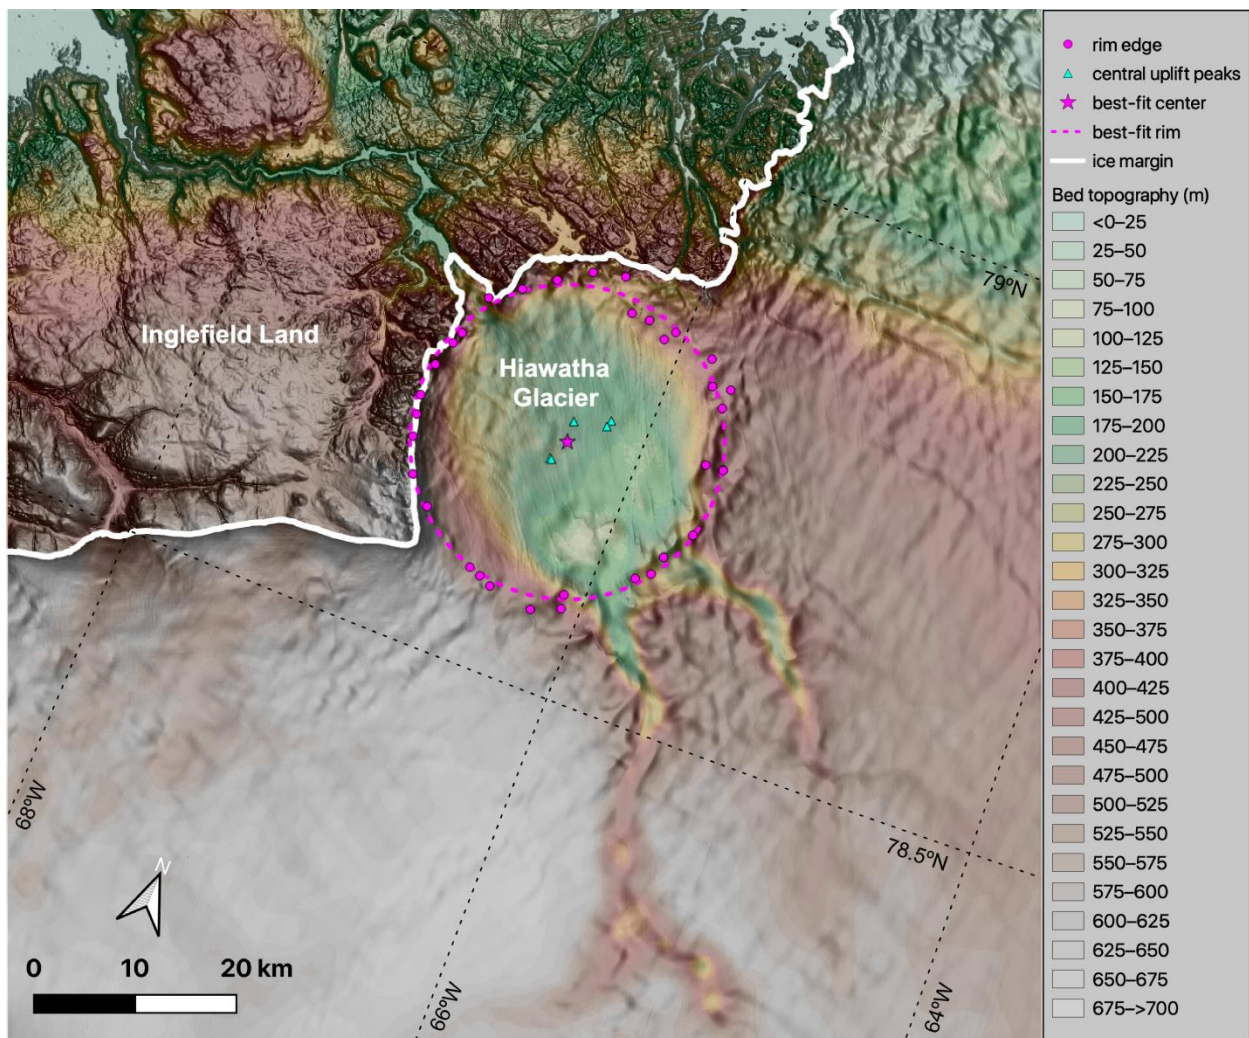 Inglefield Land
Hiawatha
Glacier
79ºN
78.5ºN
68ºW
66ºW
64ºW
N
0 10 20 km
rim edge
central uplift peaks
best-fit center
best-fit rim
ice margin
Bed topography (m)
<0–25
25–50
50–75
75–100
100–125
125–150
150–175
175–200
200–225
225–250
250–275
275–300
300–325
325–350
350–375
375–400
400–425
425–500
450–475
475–500
500–525
525–550
550–575
575–600
600–625
625–650
650–675
675–>700